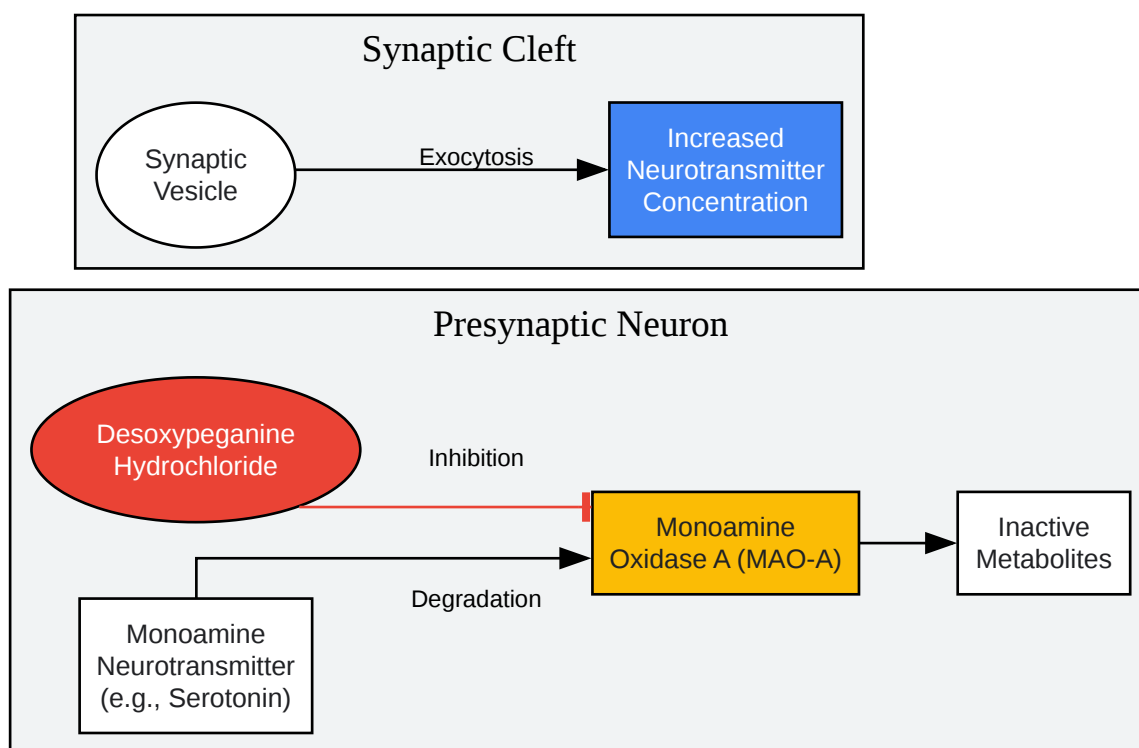 Synaptic Cleft
Synaptic
Vesicle
Exocytosis
Increased
Neurotransmitter
Concentration
Presynaptic Neuron
Desoxypeganine
Hydrochloride
Inhibition
Monoamine
Oxidase A (MAO-A)
Inactive
Metabolites
Degradation
Monoamine
Neurotransmitter
(e.g., Serotonin)